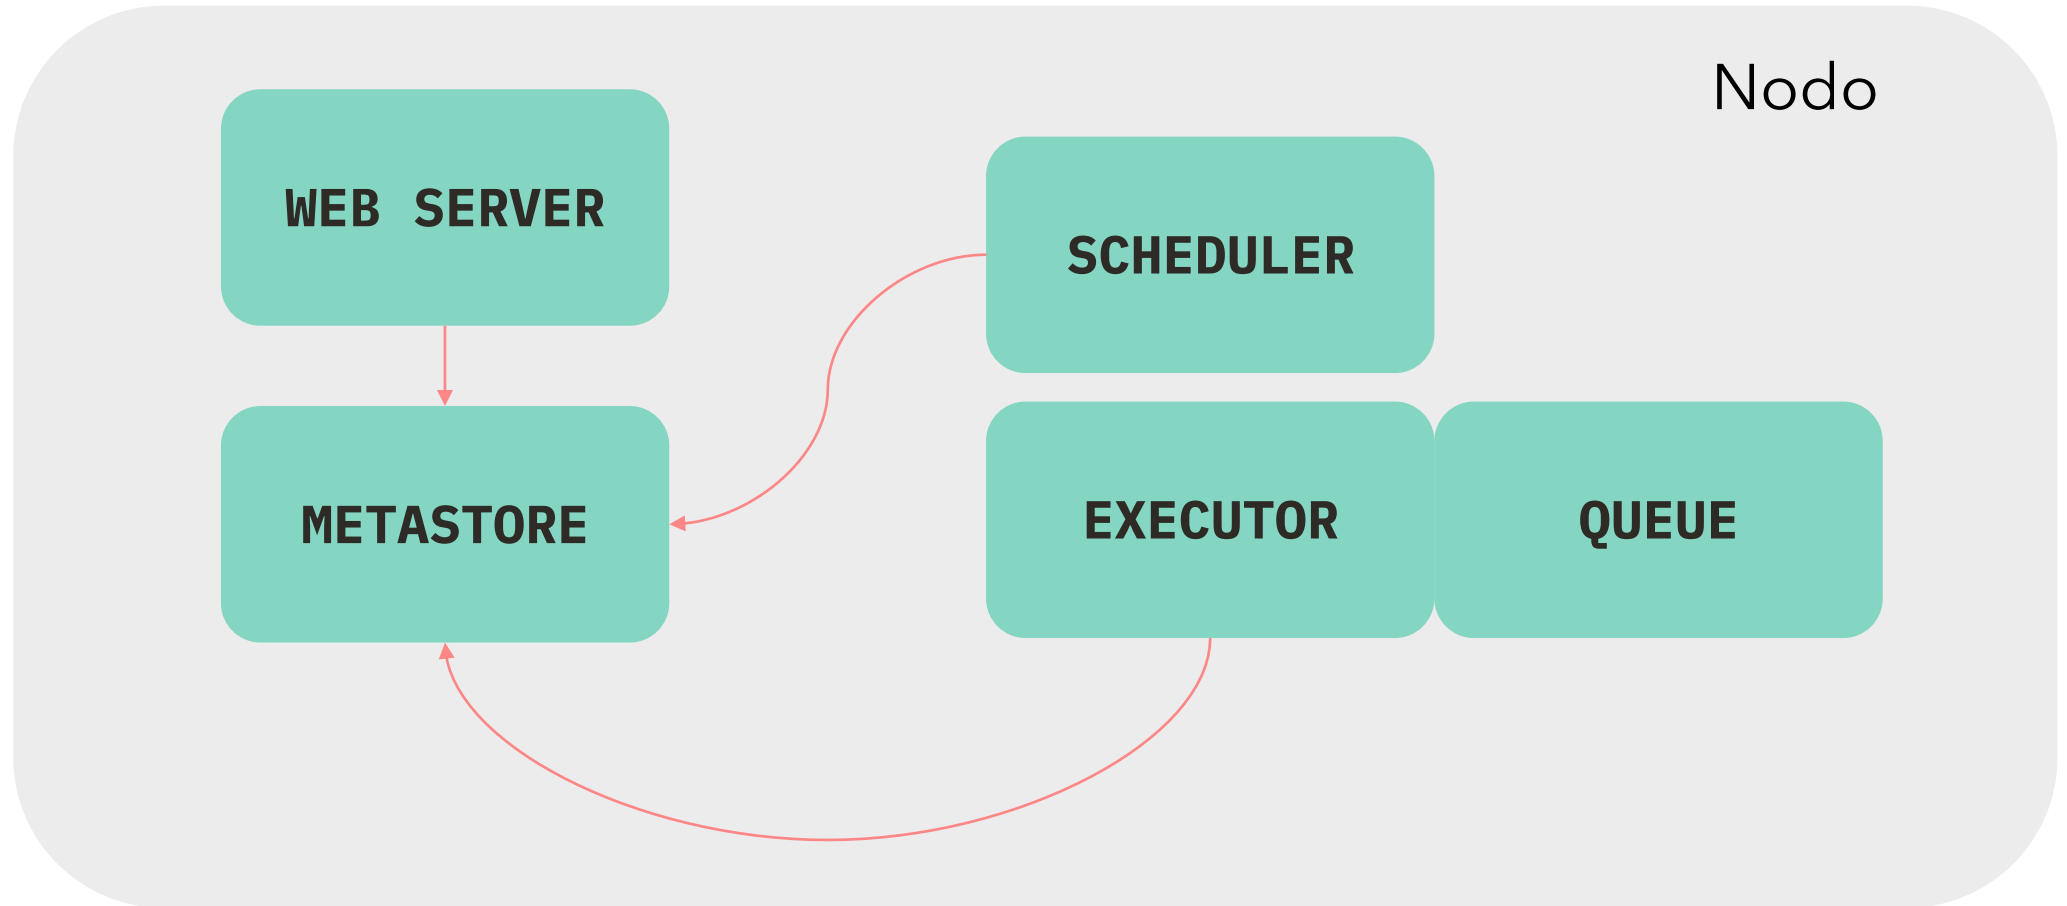 Nodo
WEB SERVER
SCHEDULER
METASTORE
EXECUTOR
QUEUE